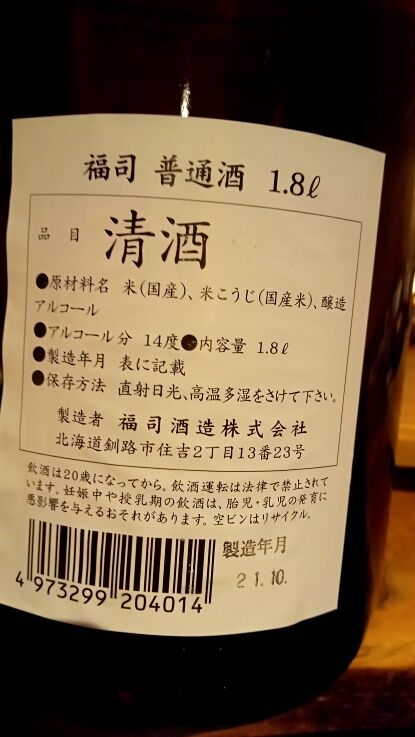 福司 普通酒 1.8ℓ
品目 清酒
●原材料名 米(国産)、米こうじ(国産米)、醸造
アルコール
●アルコール分 14度●内容量 1.8ℓ
●製造年月 表に記載
●保存方法 直射日光、高温多湿をさけて下さい。
製造者 福司酒造株式会社
北海道釧路市住吉2丁目13番23号
飲酒は20歳になってから。飲酒運転は法律で禁止されて
います。妊娠中や授乳期の飲酒は、胎児・乳児の発育に
悪影響を与えるおそれがあります。空ビンはリサイクル。
製造年月
21.10.
4 973299 204014